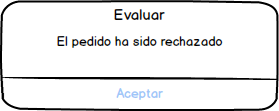 Evaluar
El pedido ha sido rechazado
Aceptar